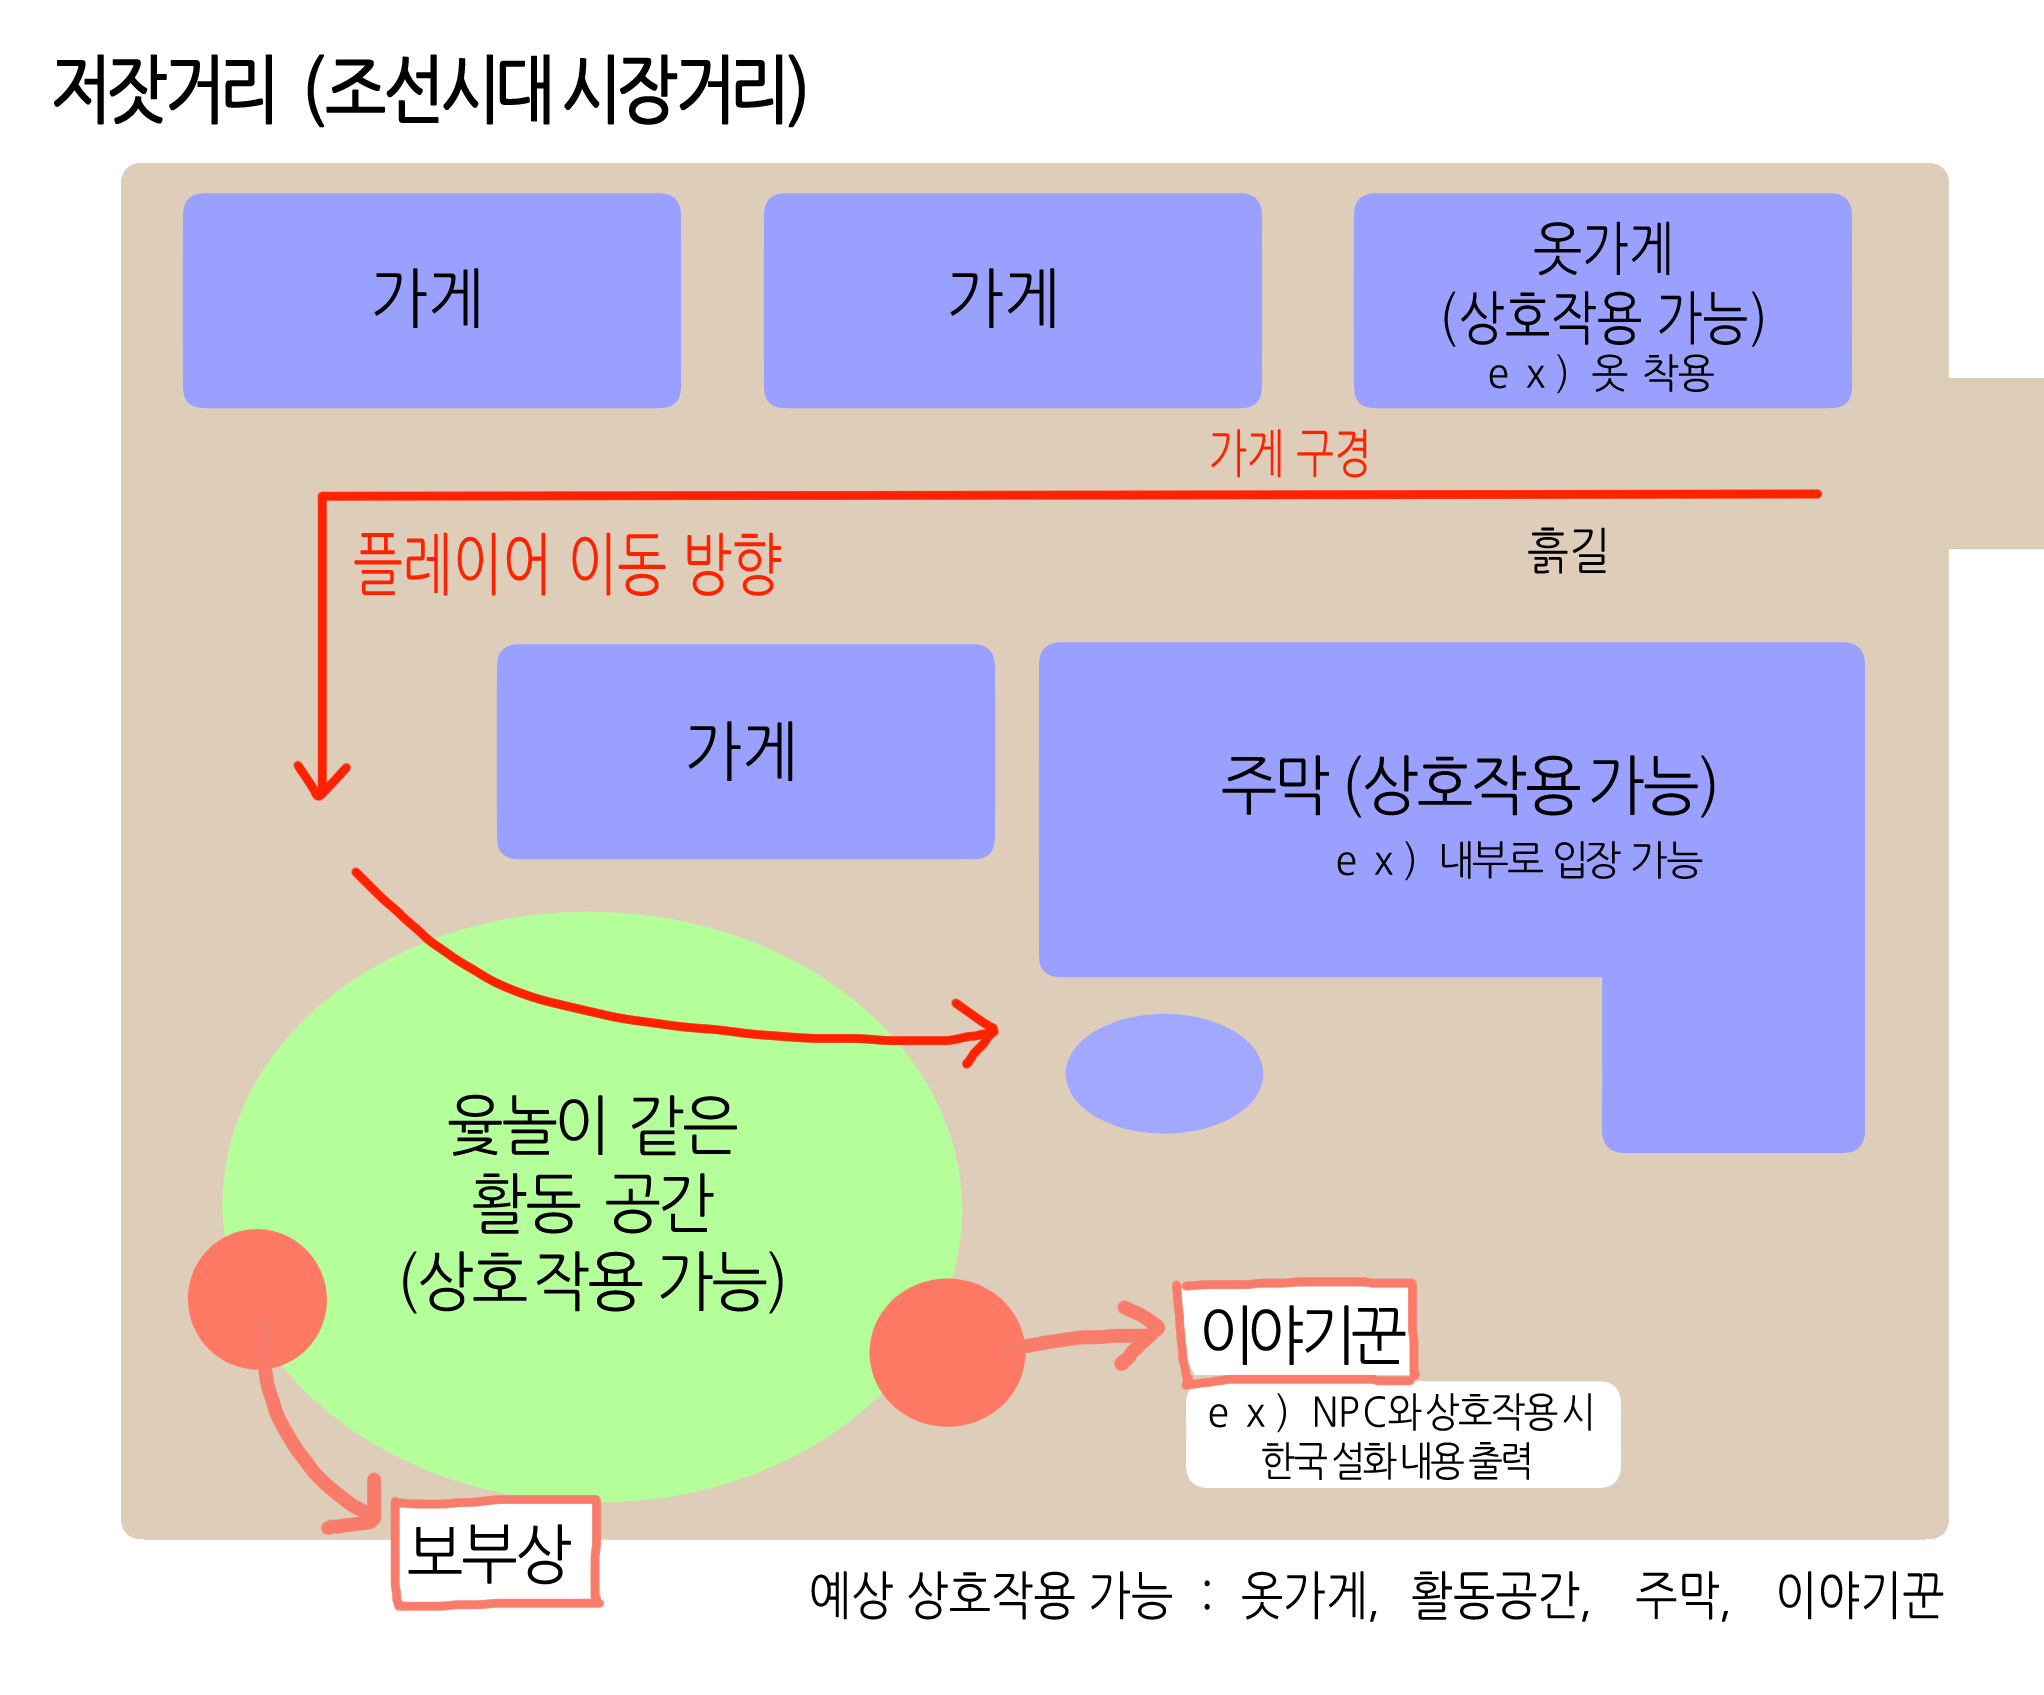 저잣거리 (조선시대 시장거리)
가게
가게
옷가게
(상호작용 가능)
ex) 옷 착용
가게 구경
플레이어 이동 방향
흙길
가게
주막 (상호작용 가능)
ex) 내부로 입장 가능
윷놀이 같은
활동 공간
(상호 작용 가능)
이야기꾼
ex) NPC와 상호작용 시
한국 설화 내용 출력
보부상
예상 상호작용 가능 : 옷가게, 활동공간, 주막, 이야기꾼